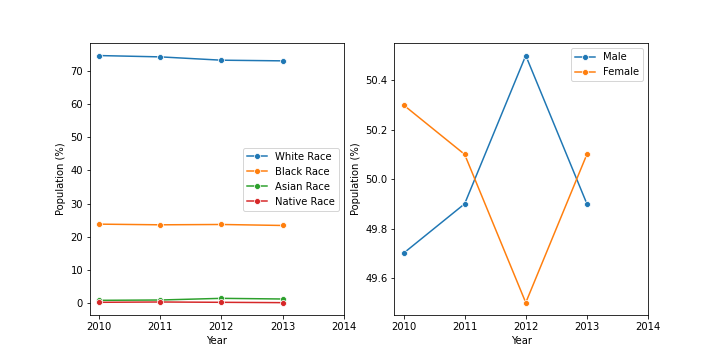 70
60
50
40
30
20
10
0
Population (%)
2010 2011 2012 2013 2014
Year
White Race
Black Race
Asian Race
Native Race
50.4
50.2
50.0
49.8
49.6
Population (%)
2010 2011 2012 2013 2014
Year
Male
Female